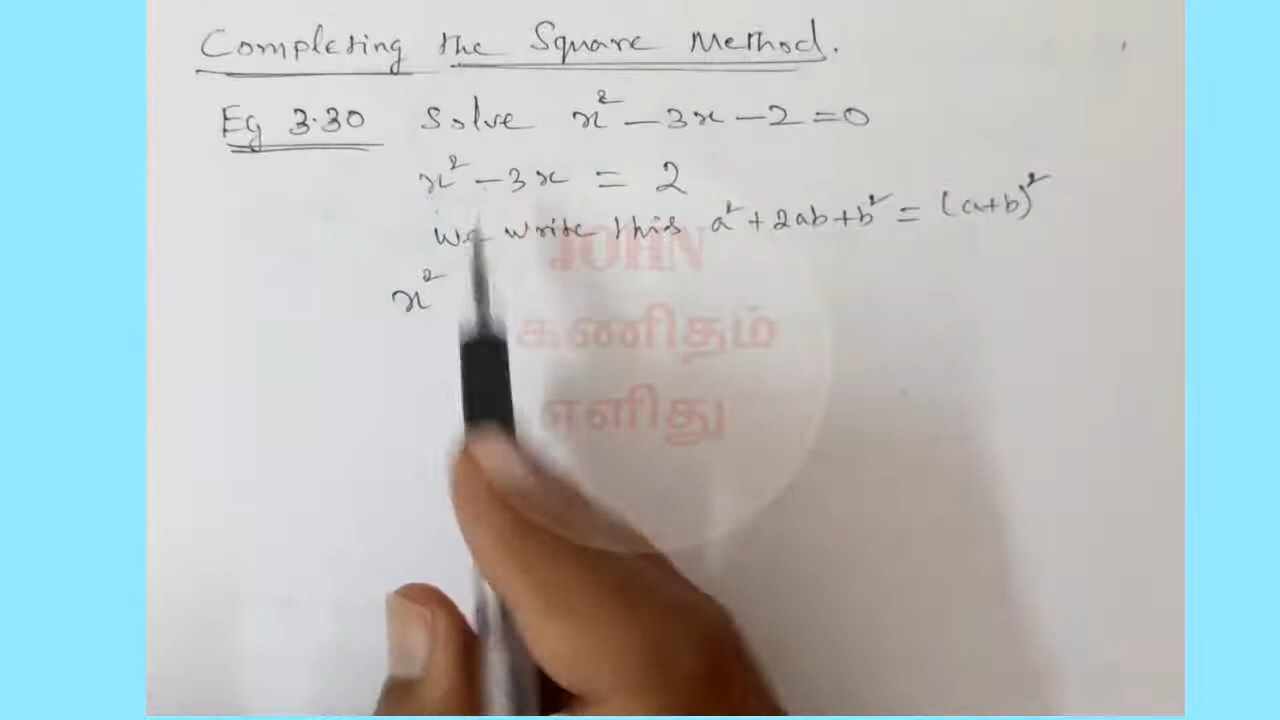 Completing the Square Method.
Eg 3.30 Solve x² – 3x – 2 = 0
x² – 3x = 2
we write this a² + 2ab + b² = (a+b)²
x²
JOHN
கணிதம்
எளிது